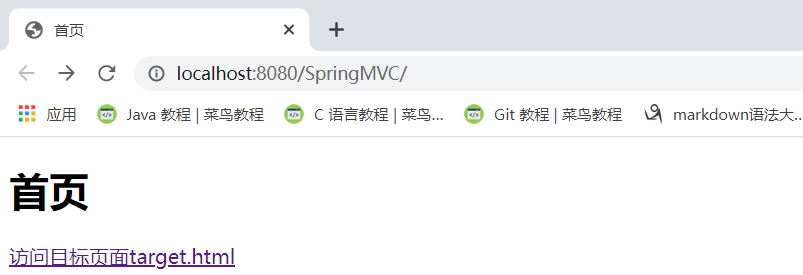 首页
localhost:8080/SpringMVC/
应用 Java 教程 | 菜鸟教程 C 语言教程 | 菜鸟... Git 教程 | 菜鸟教程 markdown语法大...
首页
访问目标页面target.html